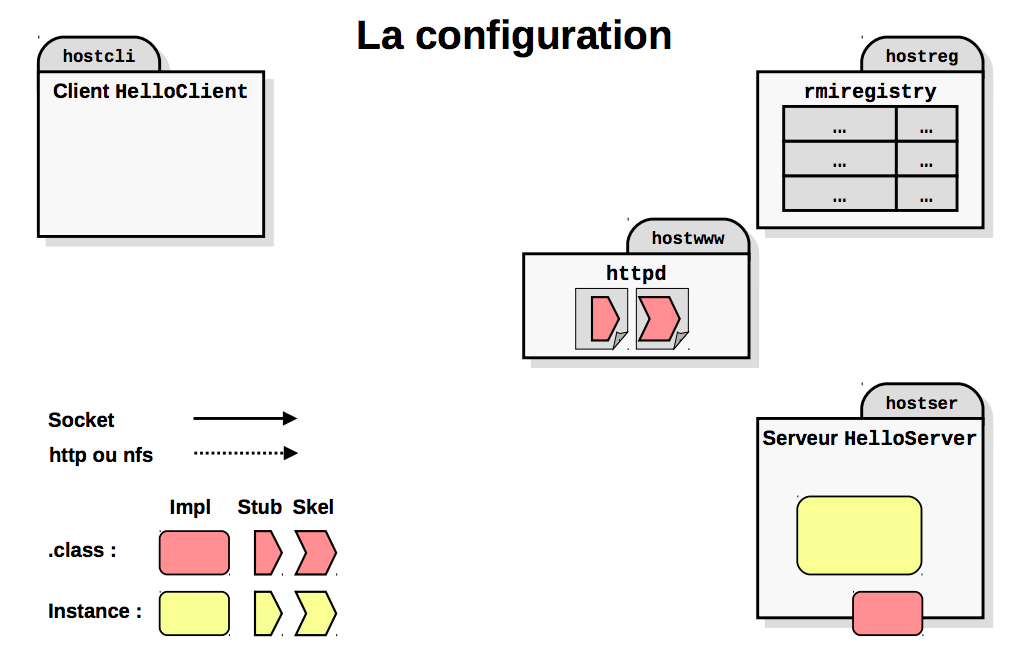 La configuration
hostcli
Client HelloClient
hostreg
rmiregistry
... ...
... ...
... ...
hostwww
httpd
hostser
Serveur HelloServer
Socket
http ou nfs
Impl Stub Skel
.class :
Instance :